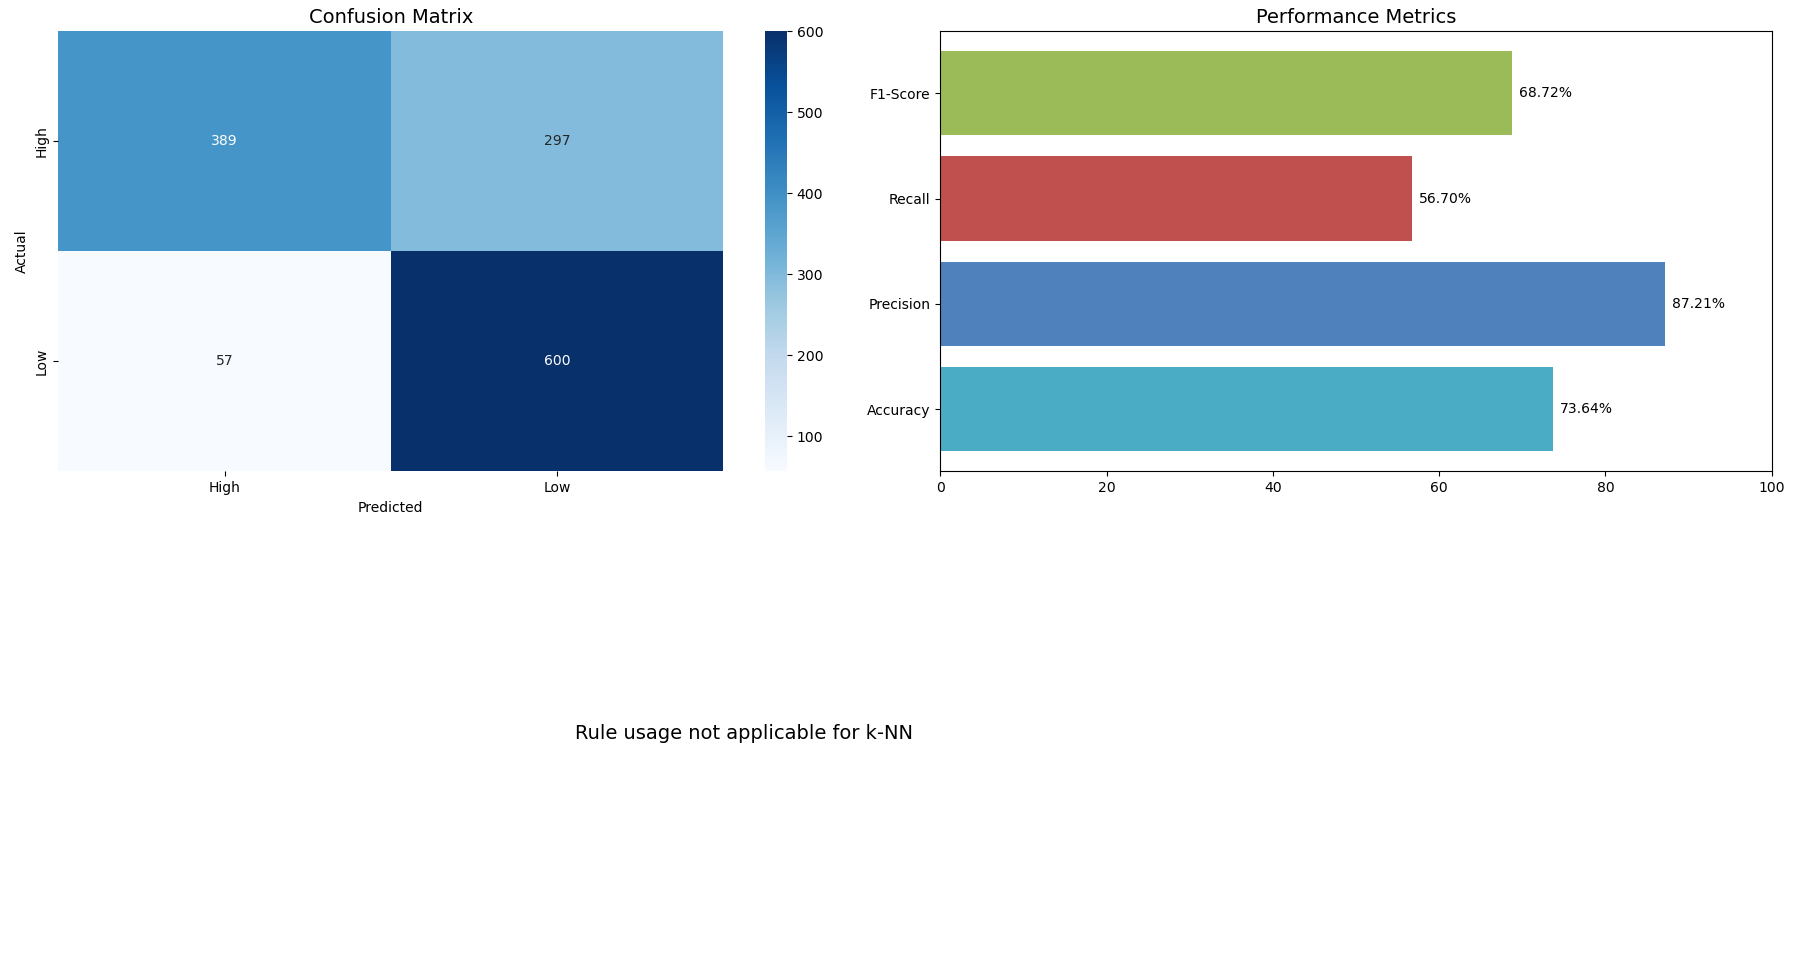 Confusion Matrix
High
Low
Actual
389
297
57
600
High
Low
Predicted
600
500
400
300
200
100
Performance Metrics
F1-Score
68.72%
Recall
56.70%
Precision
87.21%
Accuracy
73.64%
0
20
40
60
80
100
Rule usage not applicable for k-NN